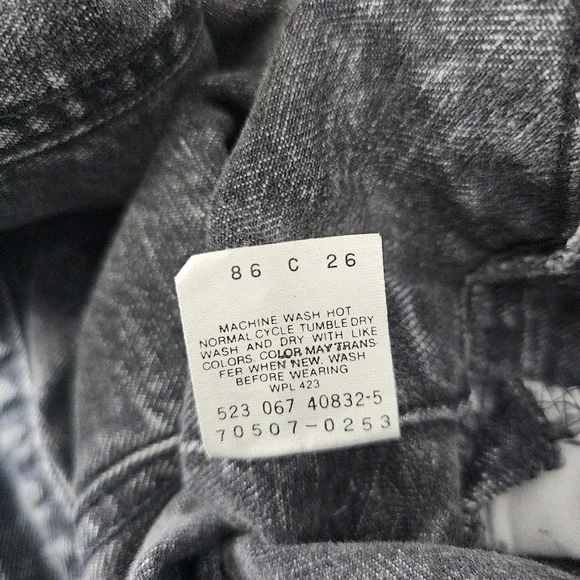 86 C 26
MACHINE WASH HOT
NORMAL CYCLE TUMBLE DRY
WASH AND DRY WITH LIKE
COLORS. COLOR MAY TRANS
FER WHEN NEW. WASH
BEFORE WEARING
WPL 423
523 067 40832-5
70507-0253